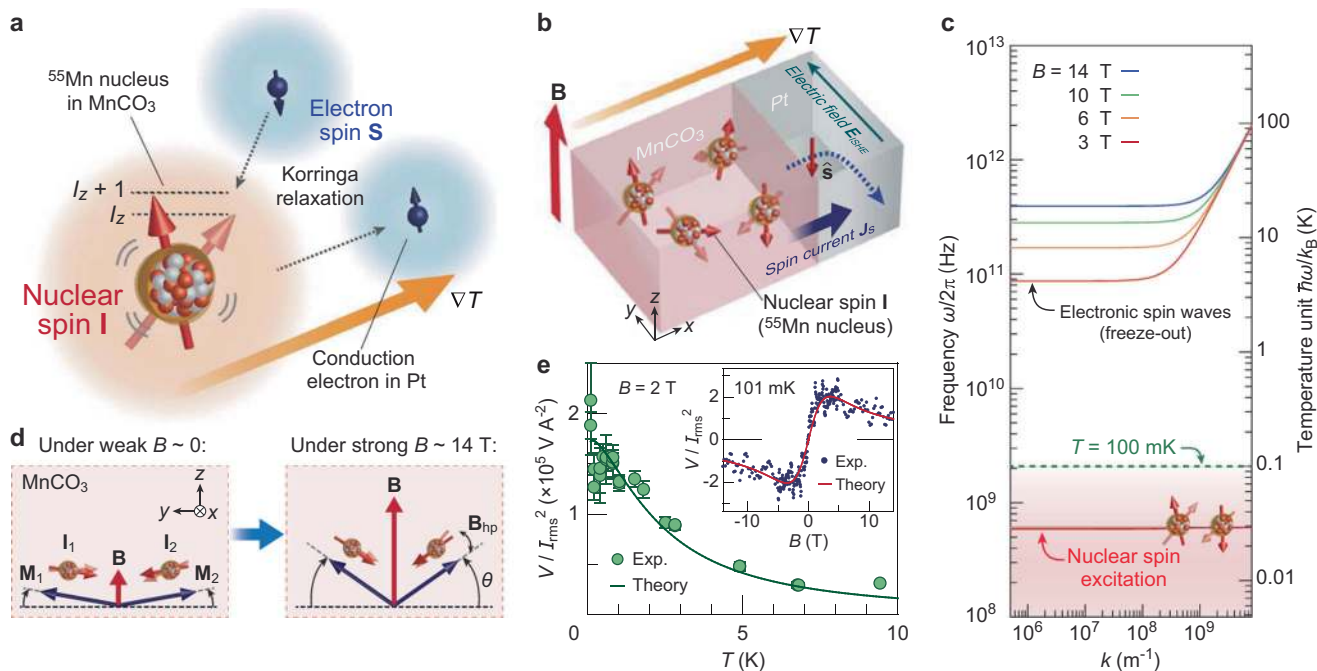 a
⁵⁵Mn nucleus
in MnCO₃
Electron
spin S
I_z + 1
I_z
Korringa
relaxation
Nuclear
spin I
∇T
Conduction
electron in Pt
b
∇T
B
MnCO₃
Pt
Electric field E_ISHE
ŝ
Spin current J_s
z
y
x
Nuclear spin I
(⁵⁵Mn nucleus)
c
Frequency ω/2π (Hz)
10¹³
10¹²
10¹¹
10¹⁰
10⁹
10⁸
B = 14 T
10 T
6 T
3 T
Electronic spin waves
(freeze-out)
T = 100 mK
Nuclear spin
excitation
100
10
1
0.1
0.01
Temperature unit ħω/k_B (K)
10⁶
10⁷
10⁸
10⁹
k (m⁻¹)
d
Under weak B ~ 0:
MnCO₃
z
y
x
I₁
B
I₂
M₁
M₂
Under strong B ~ 14 T:
B
B_hp
θ
e
B = 2 T
V / I_rms² (×10⁵ V A⁻²)
2
1
Exp.
Theory
0
5
10
T (K)
101 mK
V / I_rms²
2
0
-2
Exp.
Theory
-10
0
10
B (T)